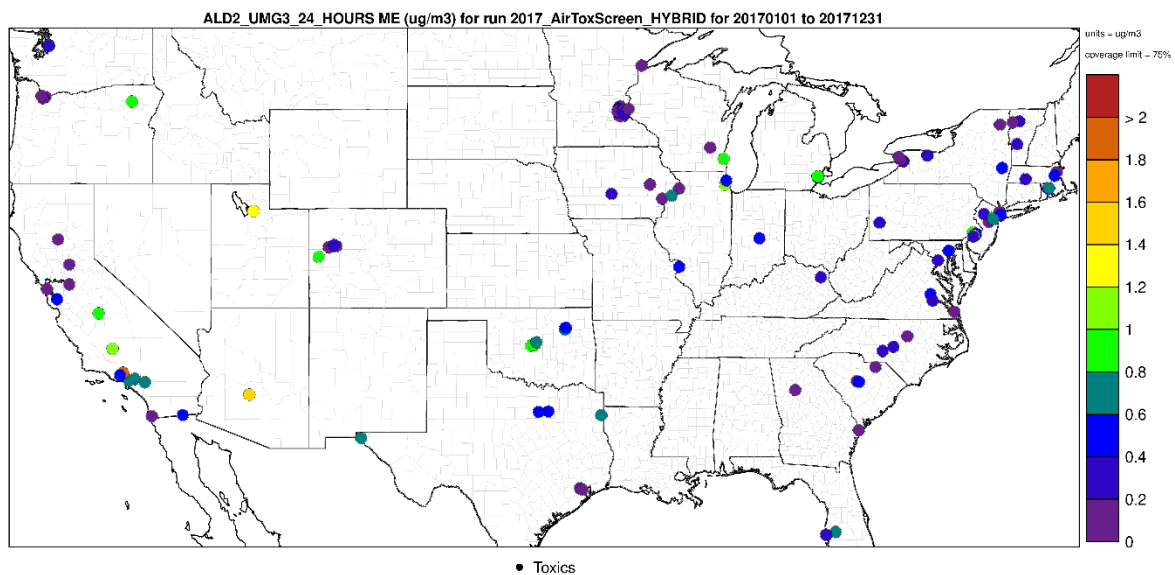 ALD2_UMG3_24_HOURS ME (ug/m3) for run 2017_AirToxScreen_HYBRID for 20170101 to 20171231
units = ug/m3
coverage limit = 75%
> 2
1.8
1.6
1.4
1.2
1
0.8
0.6
0.4
0.2
0
Toxics